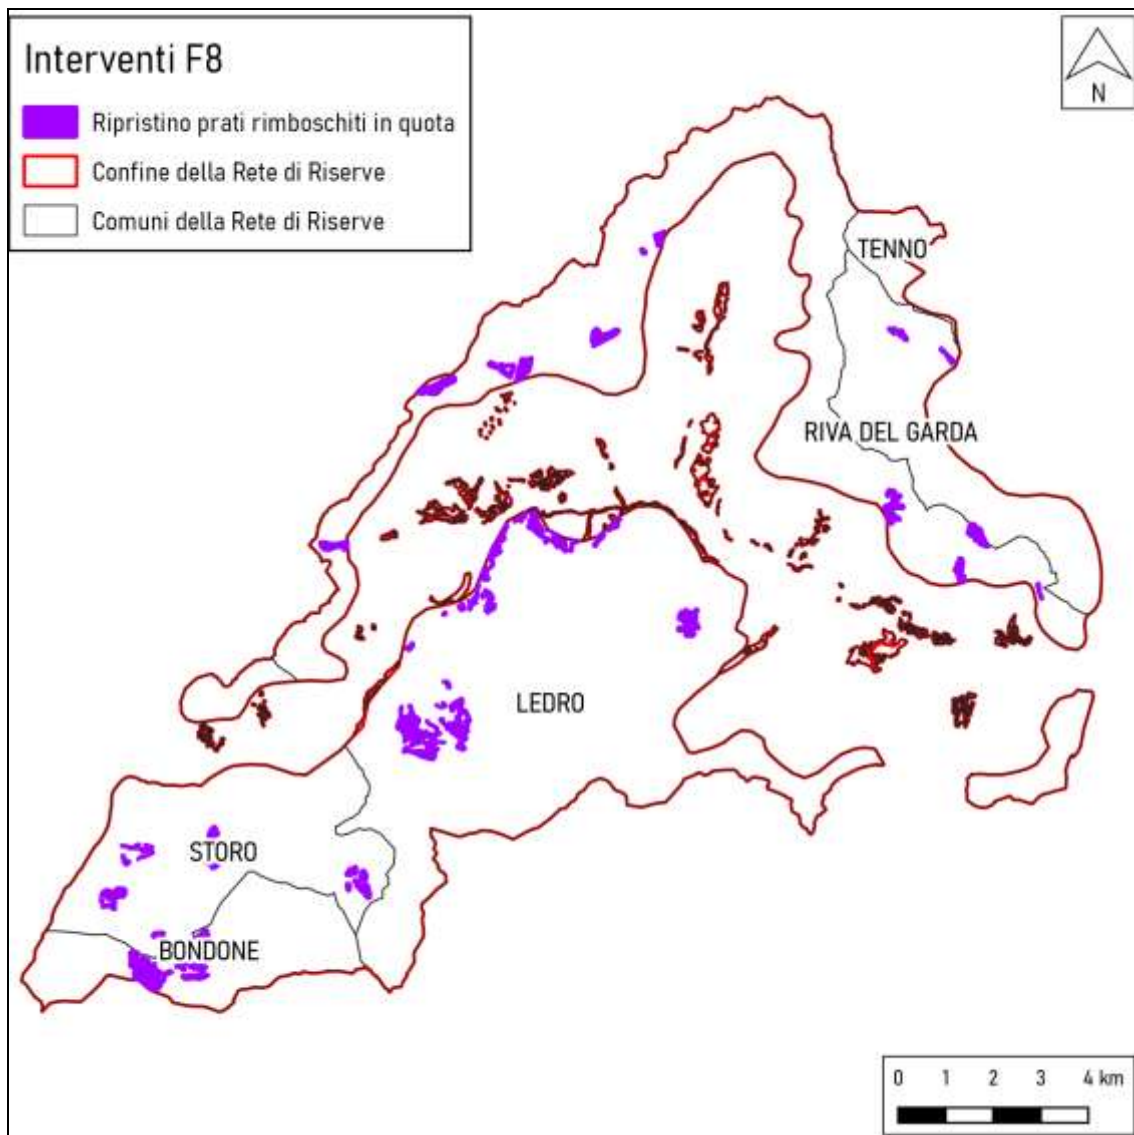 Interventi F8
Ripristino prati rimboschiti in quota
Confine della Rete di Riserve
Comuni della Rete di Riserve
N
TENNO
RIVA DEL GARDA
LEDRO
STORO
BONDONE
0 1 2 3 4 km